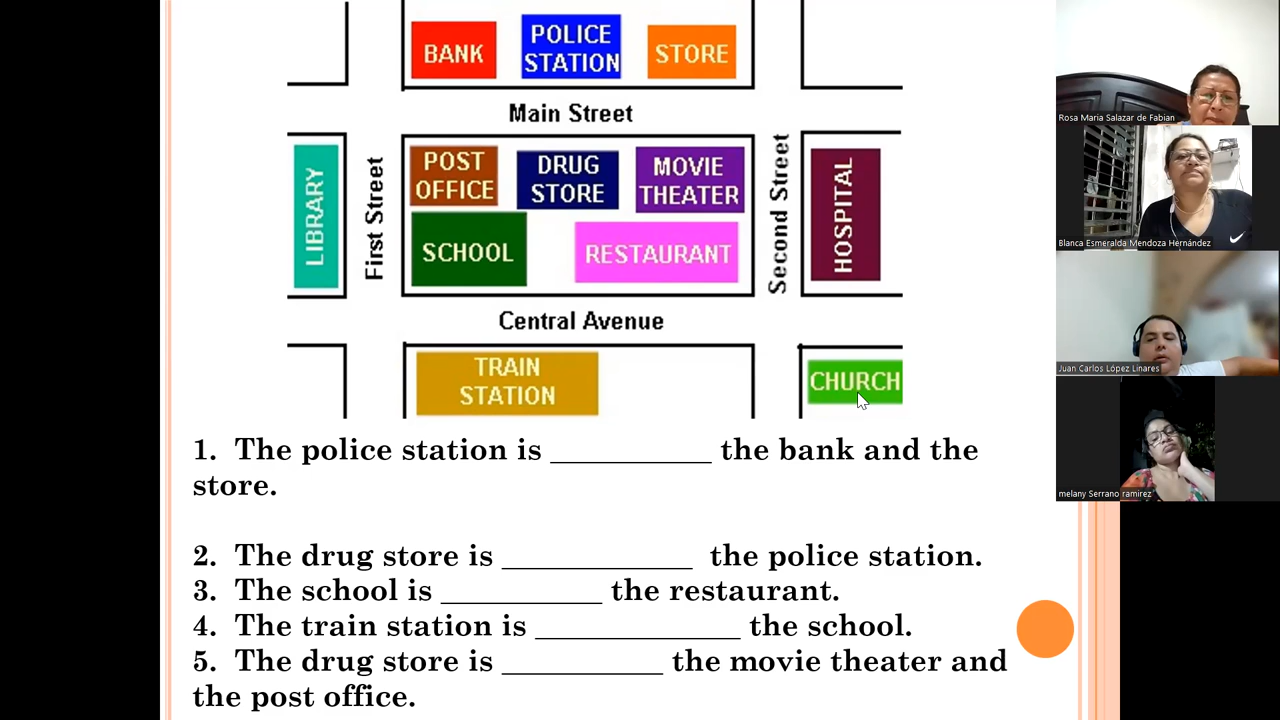 BANK
POLICE
STATION
STORE
Main Street
LIBRARY
First Street
POST
OFFICE
DRUG
STORE
MOVIE
THEATER
SCHOOL
RESTAURANT
Second Street
HOSPITAL
Central Avenue
TRAIN
STATION
CHURCH
1. The police station is ___________ the bank and the
store.
2. The drug store is _____________ the police station.
3. The school is ___________ the restaurant.
4. The train station is ______________ the school.
5. The drug store is ___________ the movie theater and
the post office.
Rosa Maria Salazar de Fabian
Blanca Esmeralda Mendoza Hernández
Juan Carlos López Linares
melany Serrano ramirez